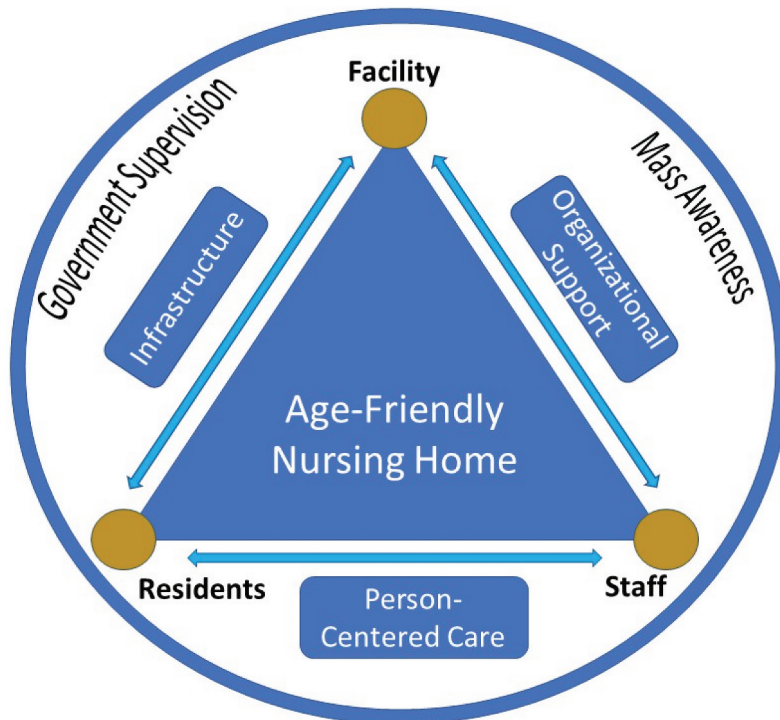 Facility
Government Supervision
Mass Awareness
Infrastructure
Organizational
Support
Age-Friendly
Nursing Home
Residents
Staff
Person-
Centered Care